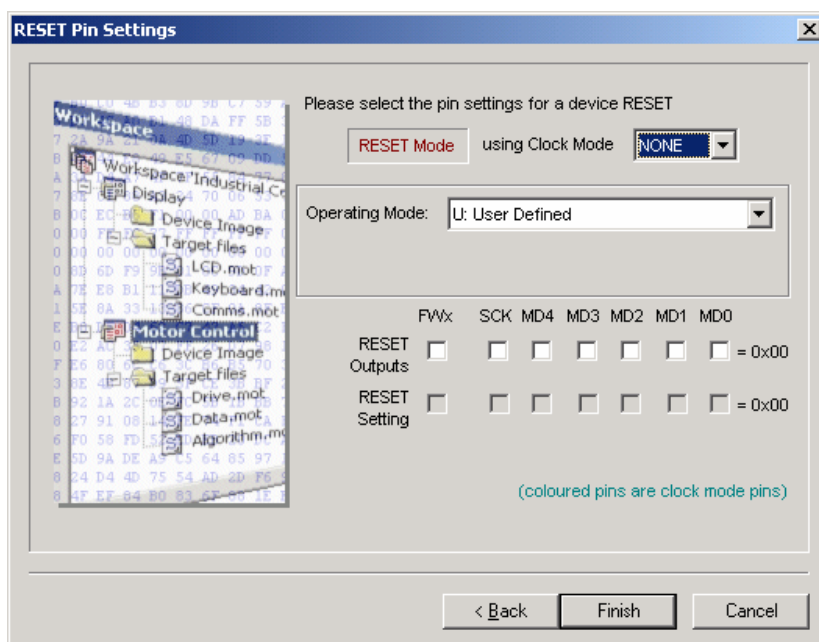 RESET Pin Settings
Please select the pin settings for a device RESET
RESET Mode using Clock Mode NONE
Operating Mode: U: User Defined
FWx SCK MD4 MD3 MD2 MD1 MD0
RESET
Outputs = 0x00
RESET
Setting = 0x00
(coloured pins are clock mode pins)
Workspace
Workspace 'Industrial Co
Display
Device Image
Target files
LCD.mot
Keyboard.m
Comms.mot
Motor Control
Device Image
Target files
Drive.mot
Data.mot
Algorithm.mo
< Back Finish Cancel